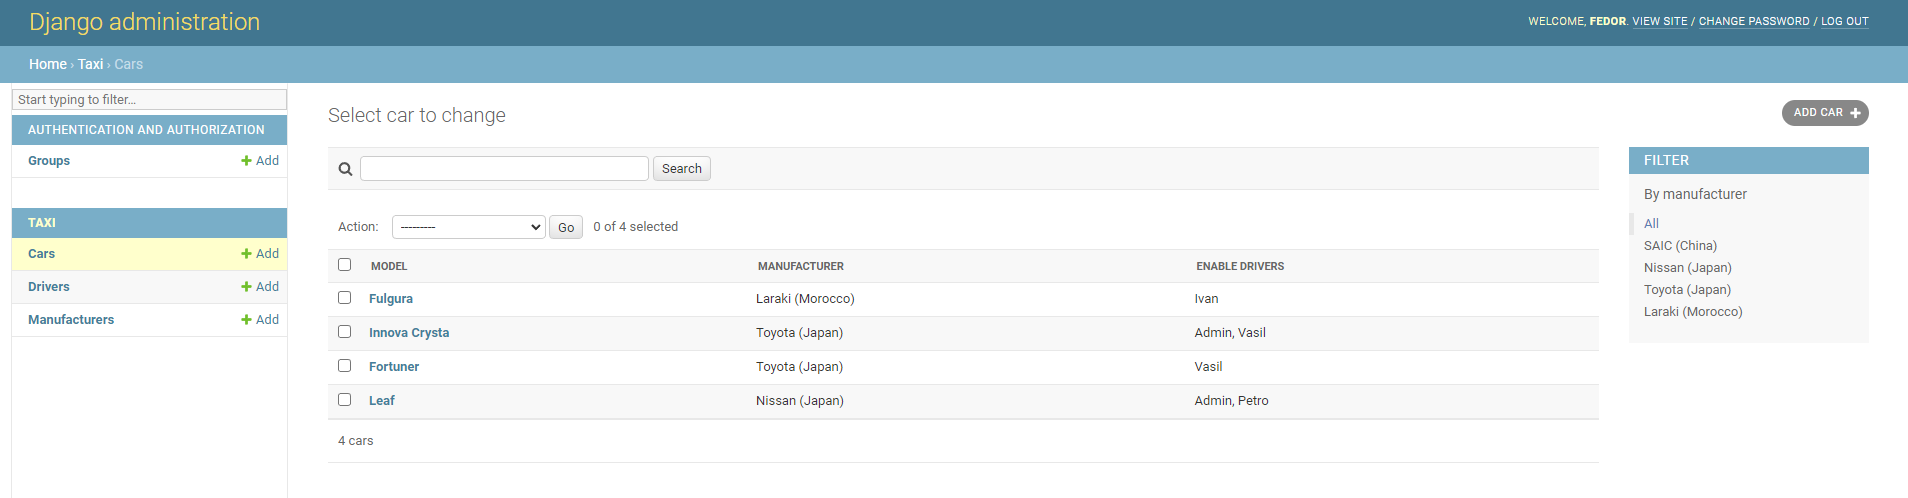 Django administration
WELCOME, FEDOR. VIEW SITE / CHANGE PASSWORD / LOG OUT
Home › Taxi › Cars
Start typing to filter...
AUTHENTICATION AND AUTHORIZATION
Groups + Add
TAXI
Cars + Add
Drivers + Add
Manufacturers + Add
Select car to change
ADD CAR +
Search
Action: --------- Go 0 of 4 selected
MODEL MANUFACTURER ENABLE DRIVERS
Fulgura Laraki (Morocco) Ivan
Innova Crysta Toyota (Japan) Admin, Vasil
Fortuner Toyota (Japan) Vasil
Leaf Nissan (Japan) Admin, Petro
4 cars
FILTER
By manufacturer
All
SAIC (China)
Nissan (Japan)
Toyota (Japan)
Laraki (Morocco)